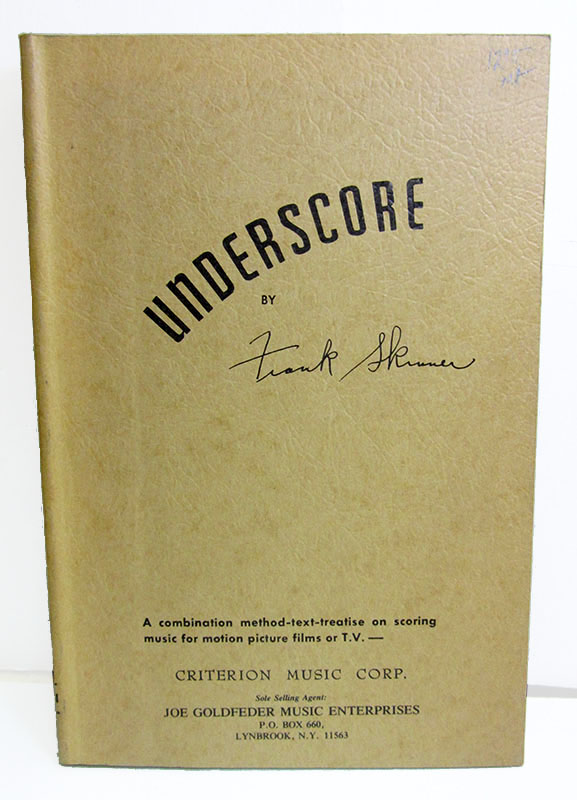 UNDERSCORE
BY
Frank Skinner
A combination method-text-treatise on scoring
music for motion picture films or T.V. —
CRITERION MUSIC CORP.
Sole Selling Agent:
JOE GOLDFEDER MUSIC ENTERPRISES
P.O. BOX 660,
LYNBROOK, N.Y. 11563